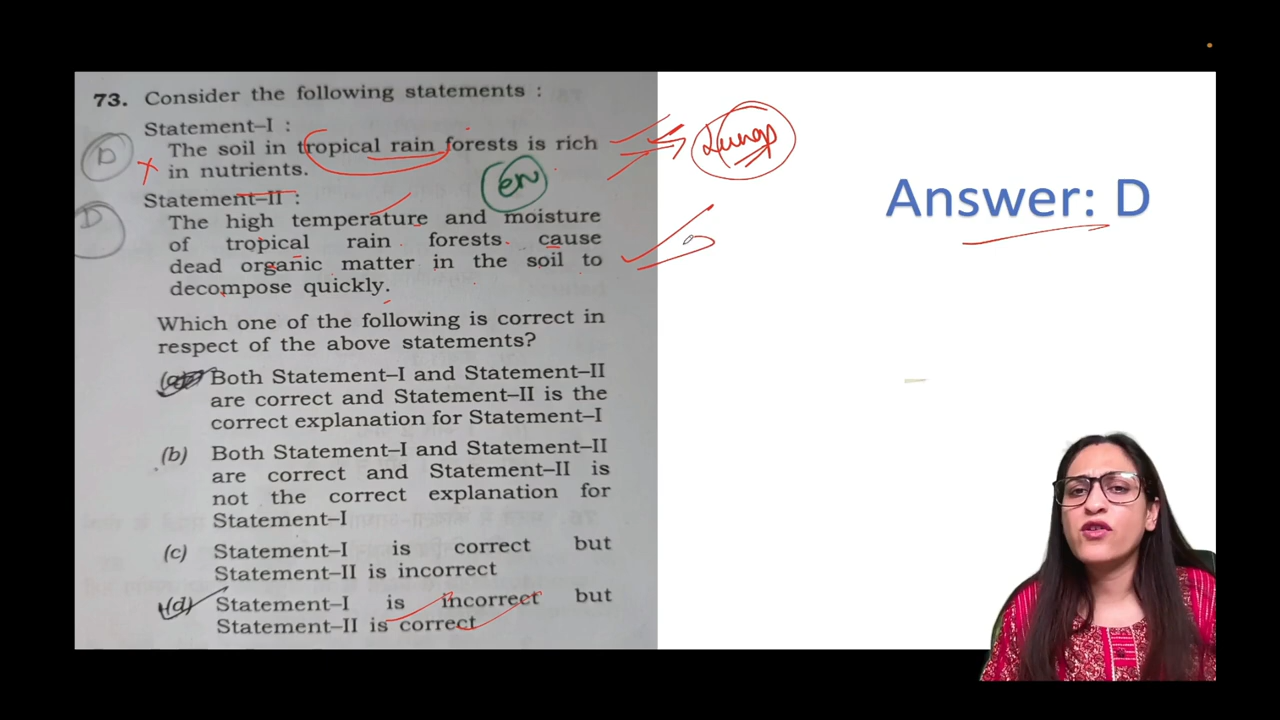 73. Consider the following statements :
Statement–I :
The soil in tropical rain forests is rich
in nutrients.
Statement–II :
The high temperature and moisture
of tropical rain forests cause
dead organic matter in the soil to
decompose quickly.
Which one of the following is correct in
respect of the above statements?
(a) Both Statement–I and Statement–II
are correct and Statement–II is the
correct explanation for Statement–I
(b) Both Statement–I and Statement–II
are correct and Statement–II is
not the correct explanation for
Statement–I
(c) Statement–I is correct but
Statement–II is incorrect
(d) Statement–I is incorrect but
Statement–II is correct
D
D
en
Lungs
Answer: D